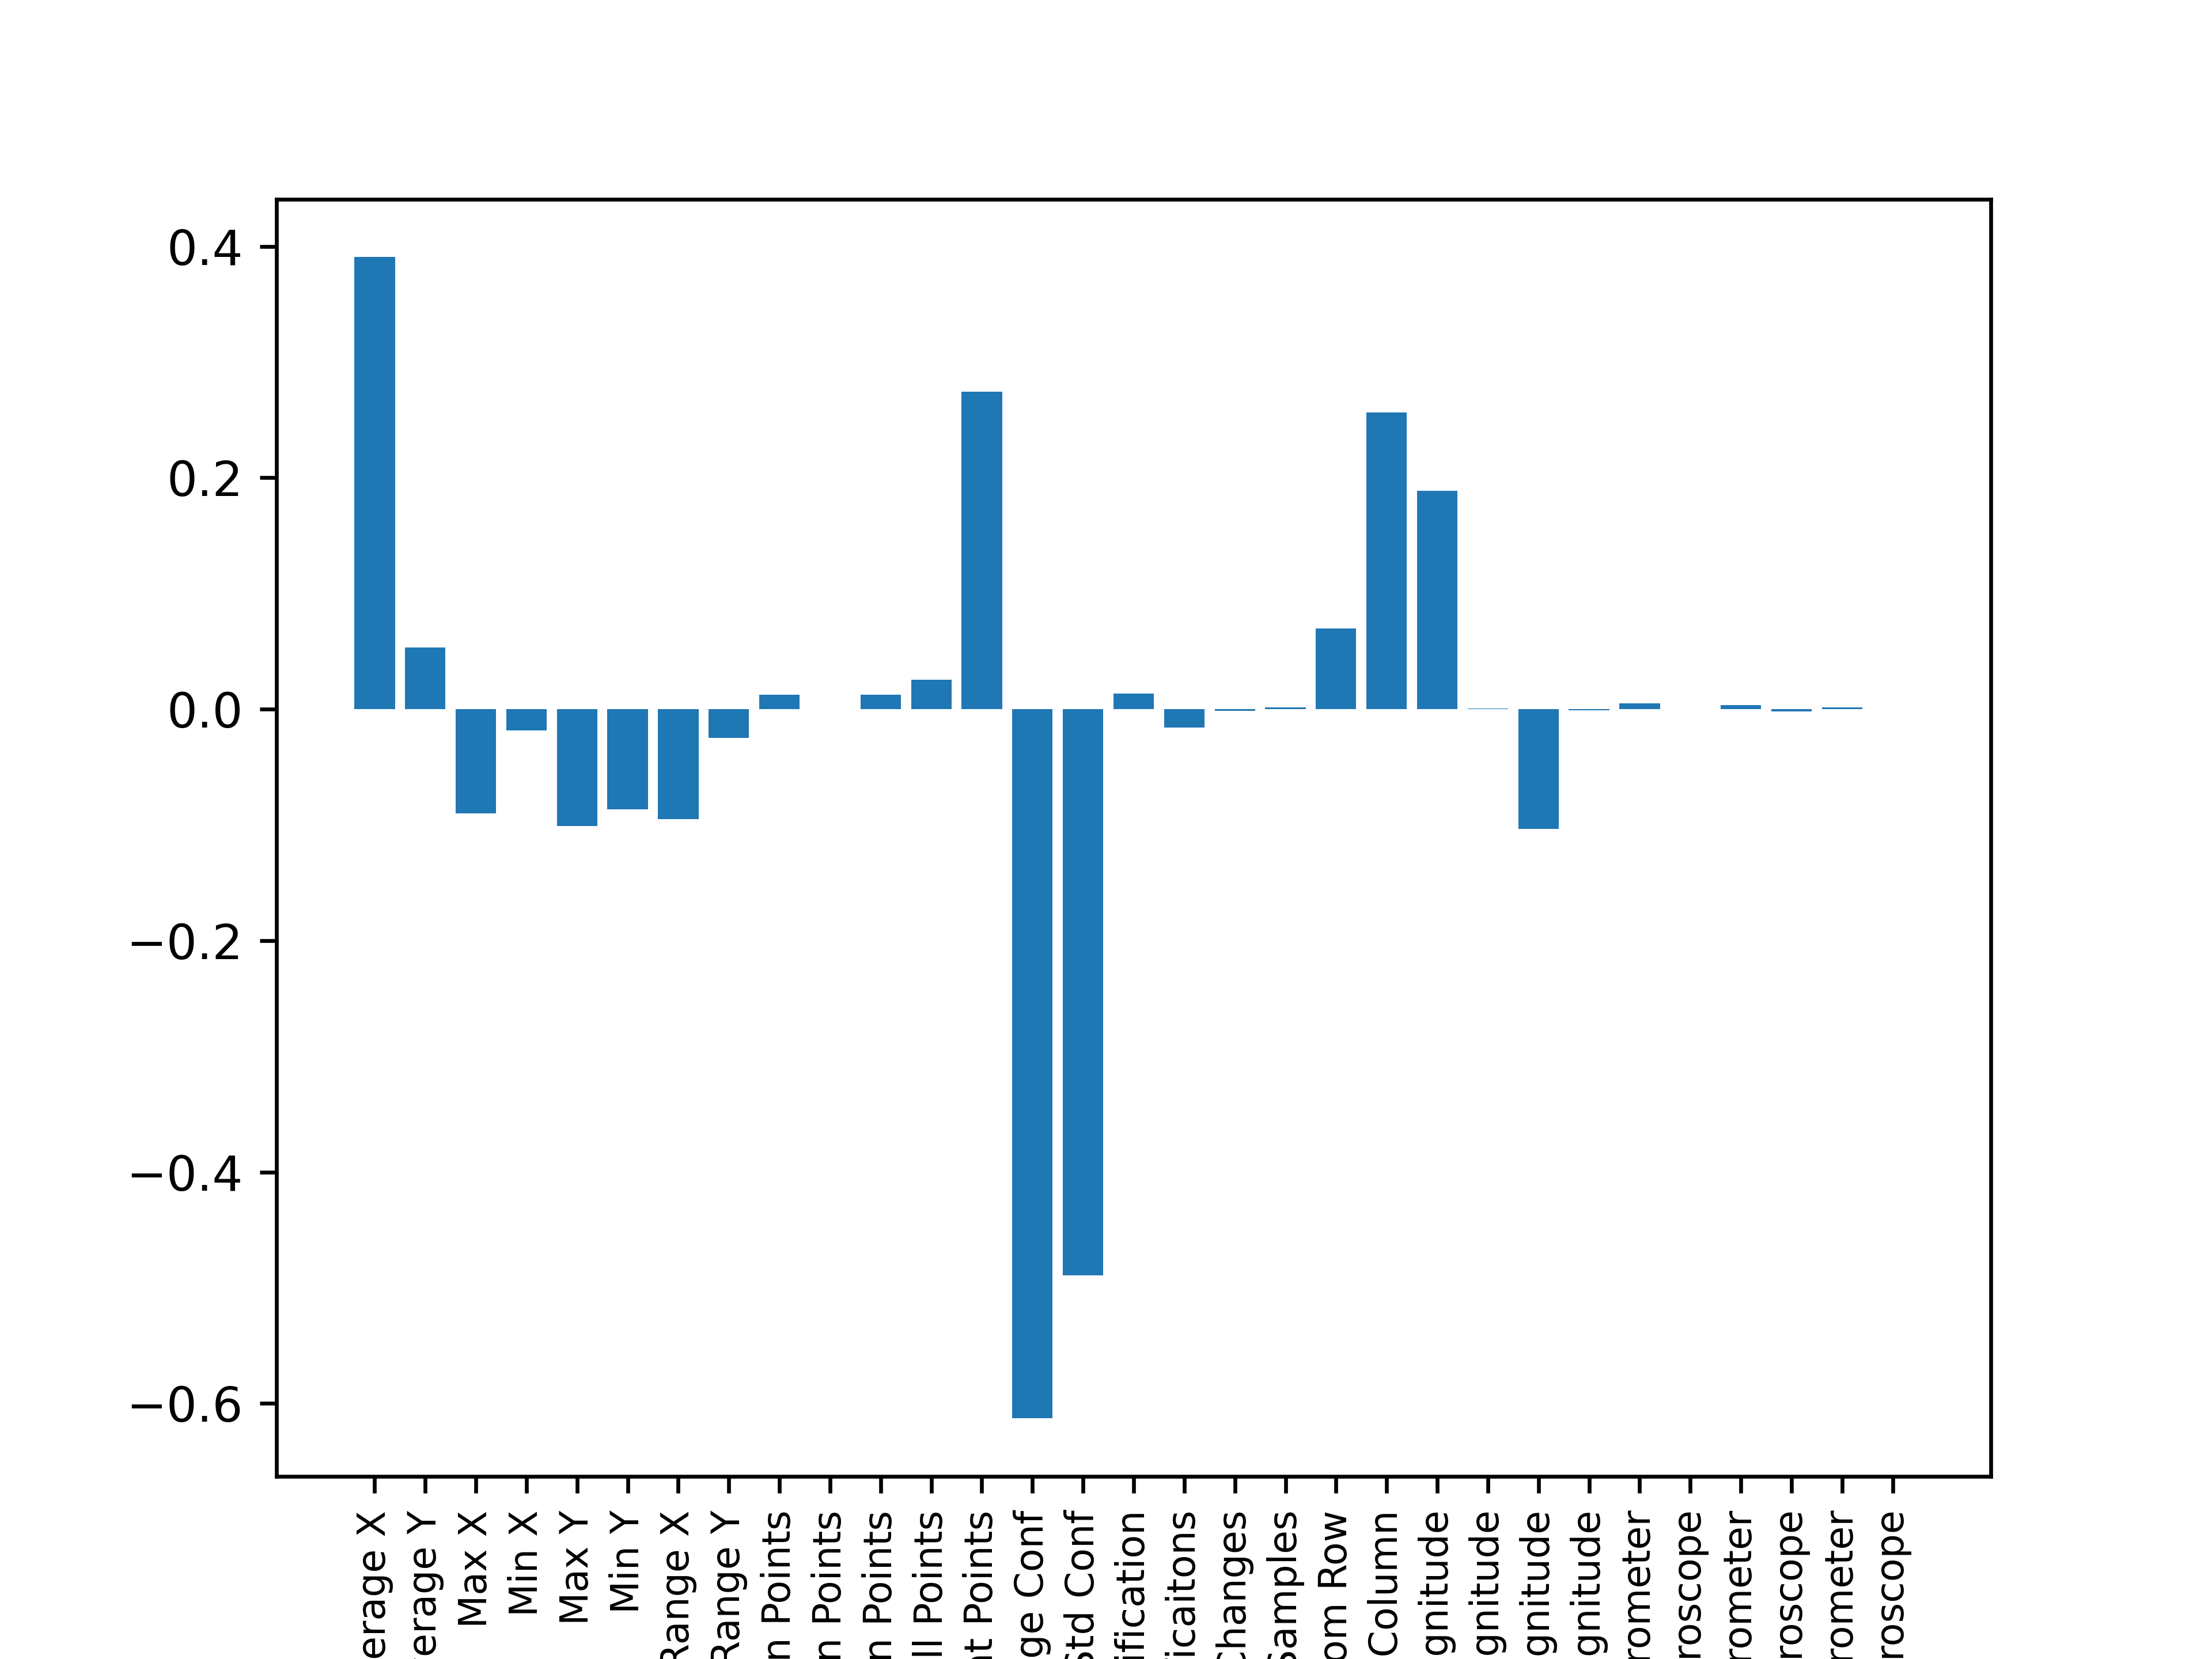 0.4
0.2
0.0
−0.2
−0.4
−0.6
erage X
erage Y
Max X
Min X
Max Y
Min Y
Range X
Range Y
n Points
n Points
n Points
ll Points
nt Points
ge Conf
Std Conf
ification
ficaitons
Changes
Samples
om Row
Column
gnitude
gnitude
gnitude
gnitude
rometer
roscope
rometer
roscope
rometer
roscope